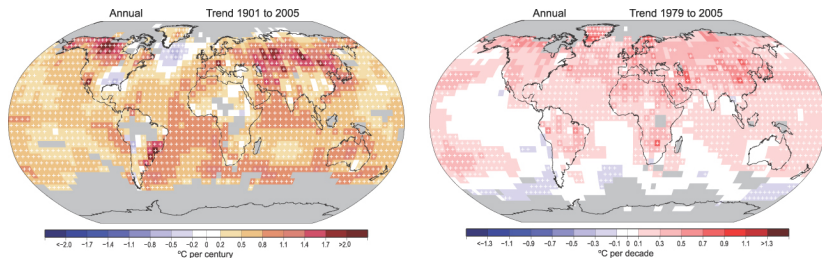 Annual Trend 1901 to 2005
<-2.0 -1.7 -1.4 -1.1 -0.8 -0.5 -0.2 0 0.2 0.5 0.8 1.1 1.4 1.7 >2.0
ºC per century
Annual Trend 1979 to 2005
<-1.3 -1.1 -0.9 -0.7 -0.5 -0.3 -0.1 0 0.1 0.3 0.5 0.7 0.9 1.1 >1.3
ºC per decade